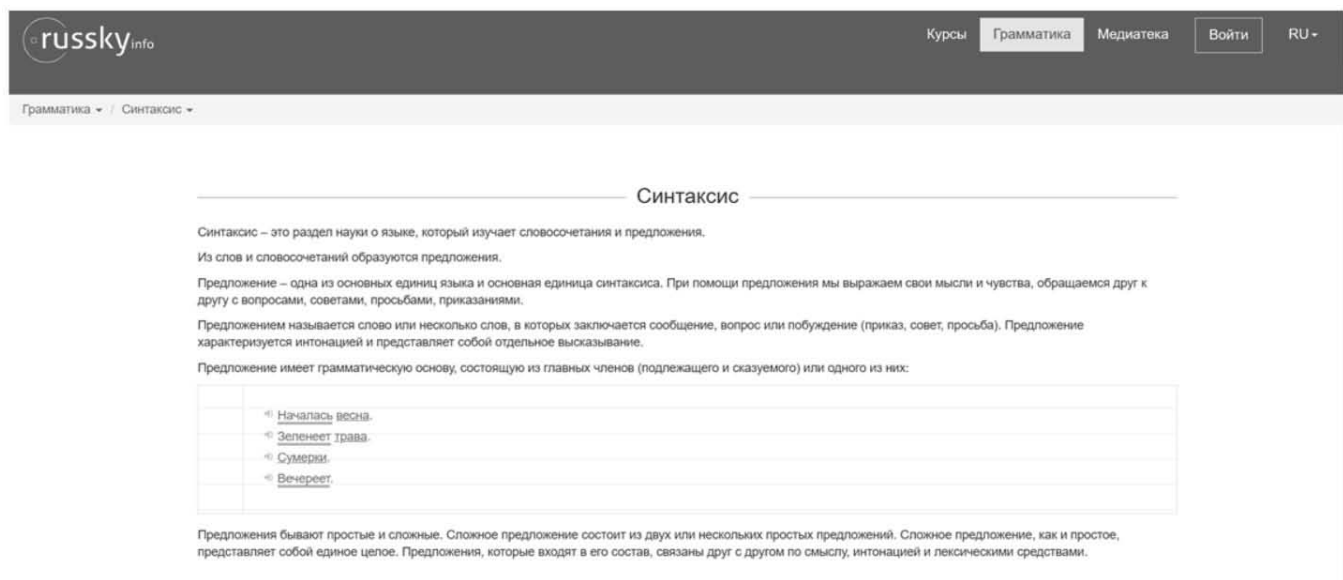 russky info
Курсы Грамматика Медиатека Войти RU
Грамматика / Синтаксис
Синтаксис
Синтаксис – это раздел науки о языке, который изучает словосочетания и предложения.
Из слов и словосочетаний образуются предложения.
Предложение – одна из основных единиц языка и основная единица синтаксиса. При помощи предложения мы выражаем свои мысли и чувства, обращаемся друг к
другу с вопросами, советами, просьбами, приказаниями.
Предложением называется слово или несколько слов, в которых заключается сообщение, вопрос или побуждение (приказ, совет, просьба). Предложение
характеризуется интонацией и представляет собой отдельное высказывание.
Предложение имеет грамматическую основу, состоящую из главных членов (подлежащего и сказуемого) или одного из них:
Началась весна.
Зеленеет трава.
Сумерки.
Вечереет.
Предложения бывают простые и сложные. Сложное предложение состоит из двух или нескольких простых предложений. Сложное предложение, как и простое,
представляет собой единое целое. Предложения, которые входят в его состав, связаны друг с другом по смыслу, интонацией и лексическими средствами.